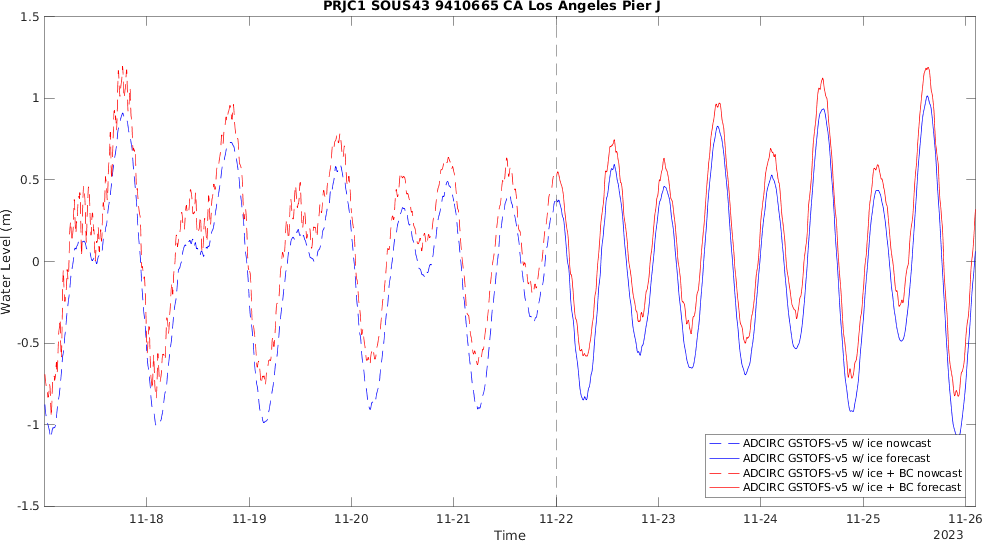 PRJC1 SOUS43 9410665 CA Los Angeles Pier J
Water Level (m)
1.5
1
0.5
0
-0.5
-1
-1.5
ADCIRC GSTOFS-v5 w/ ice nowcast
ADCIRC GSTOFS-v5 w/ ice forecast
ADCIRC GSTOFS-v5 w/ ice + BC nowcast
ADCIRC GSTOFS-v5 w/ ice + BC forecast
11-18 11-19 11-20 11-21 11-22 11-23 11-24 11-25 11-26
Time
2023